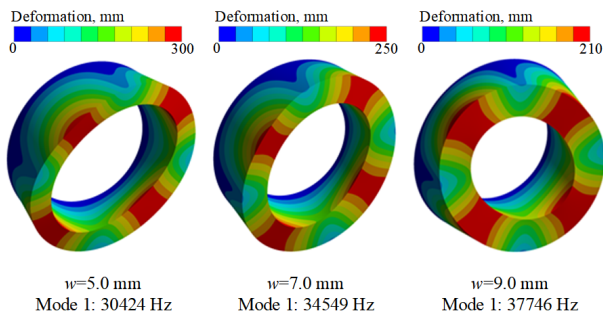 Deformation, mm
0 300
w=5.0 mm
Mode 1: 30424 Hz
Deformation, mm
0 250
w=7.0 mm
Mode 1: 34549 Hz
Deformation, mm
0 210
w=9.0 mm
Mode 1: 37746 Hz